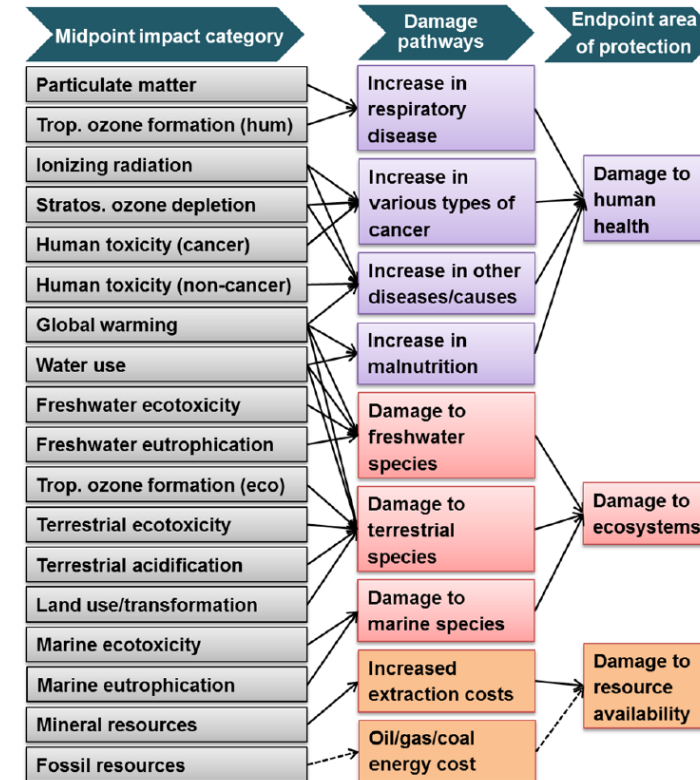 Midpoint impact category
Damage
pathways
Endpoint area
of protection
Particulate matter
Trop. ozone formation (hum)
Ionizing radiation
Stratos. ozone depletion
Human toxicity (cancer)
Human toxicity (non-cancer)
Global warming
Water use
Freshwater ecotoxicity
Freshwater eutrophication
Trop. ozone formation (eco)
Terrestrial ecotoxicity
Terrestrial acidification
Land use/transformation
Marine ecotoxicity
Marine eutrophication
Mineral resources
Fossil resources
Increase in
respiratory
disease
Increase in
various types of
cancer
Increase in other
diseases/causes
Increase in
malnutrition
Damage to
freshwater
species
Damage to
terrestrial
species
Damage to
marine species
Increased
extraction costs
Oil/gas/coal
energy cost
Damage to
human
health
Damage to
ecosystems
Damage to
resource
availability